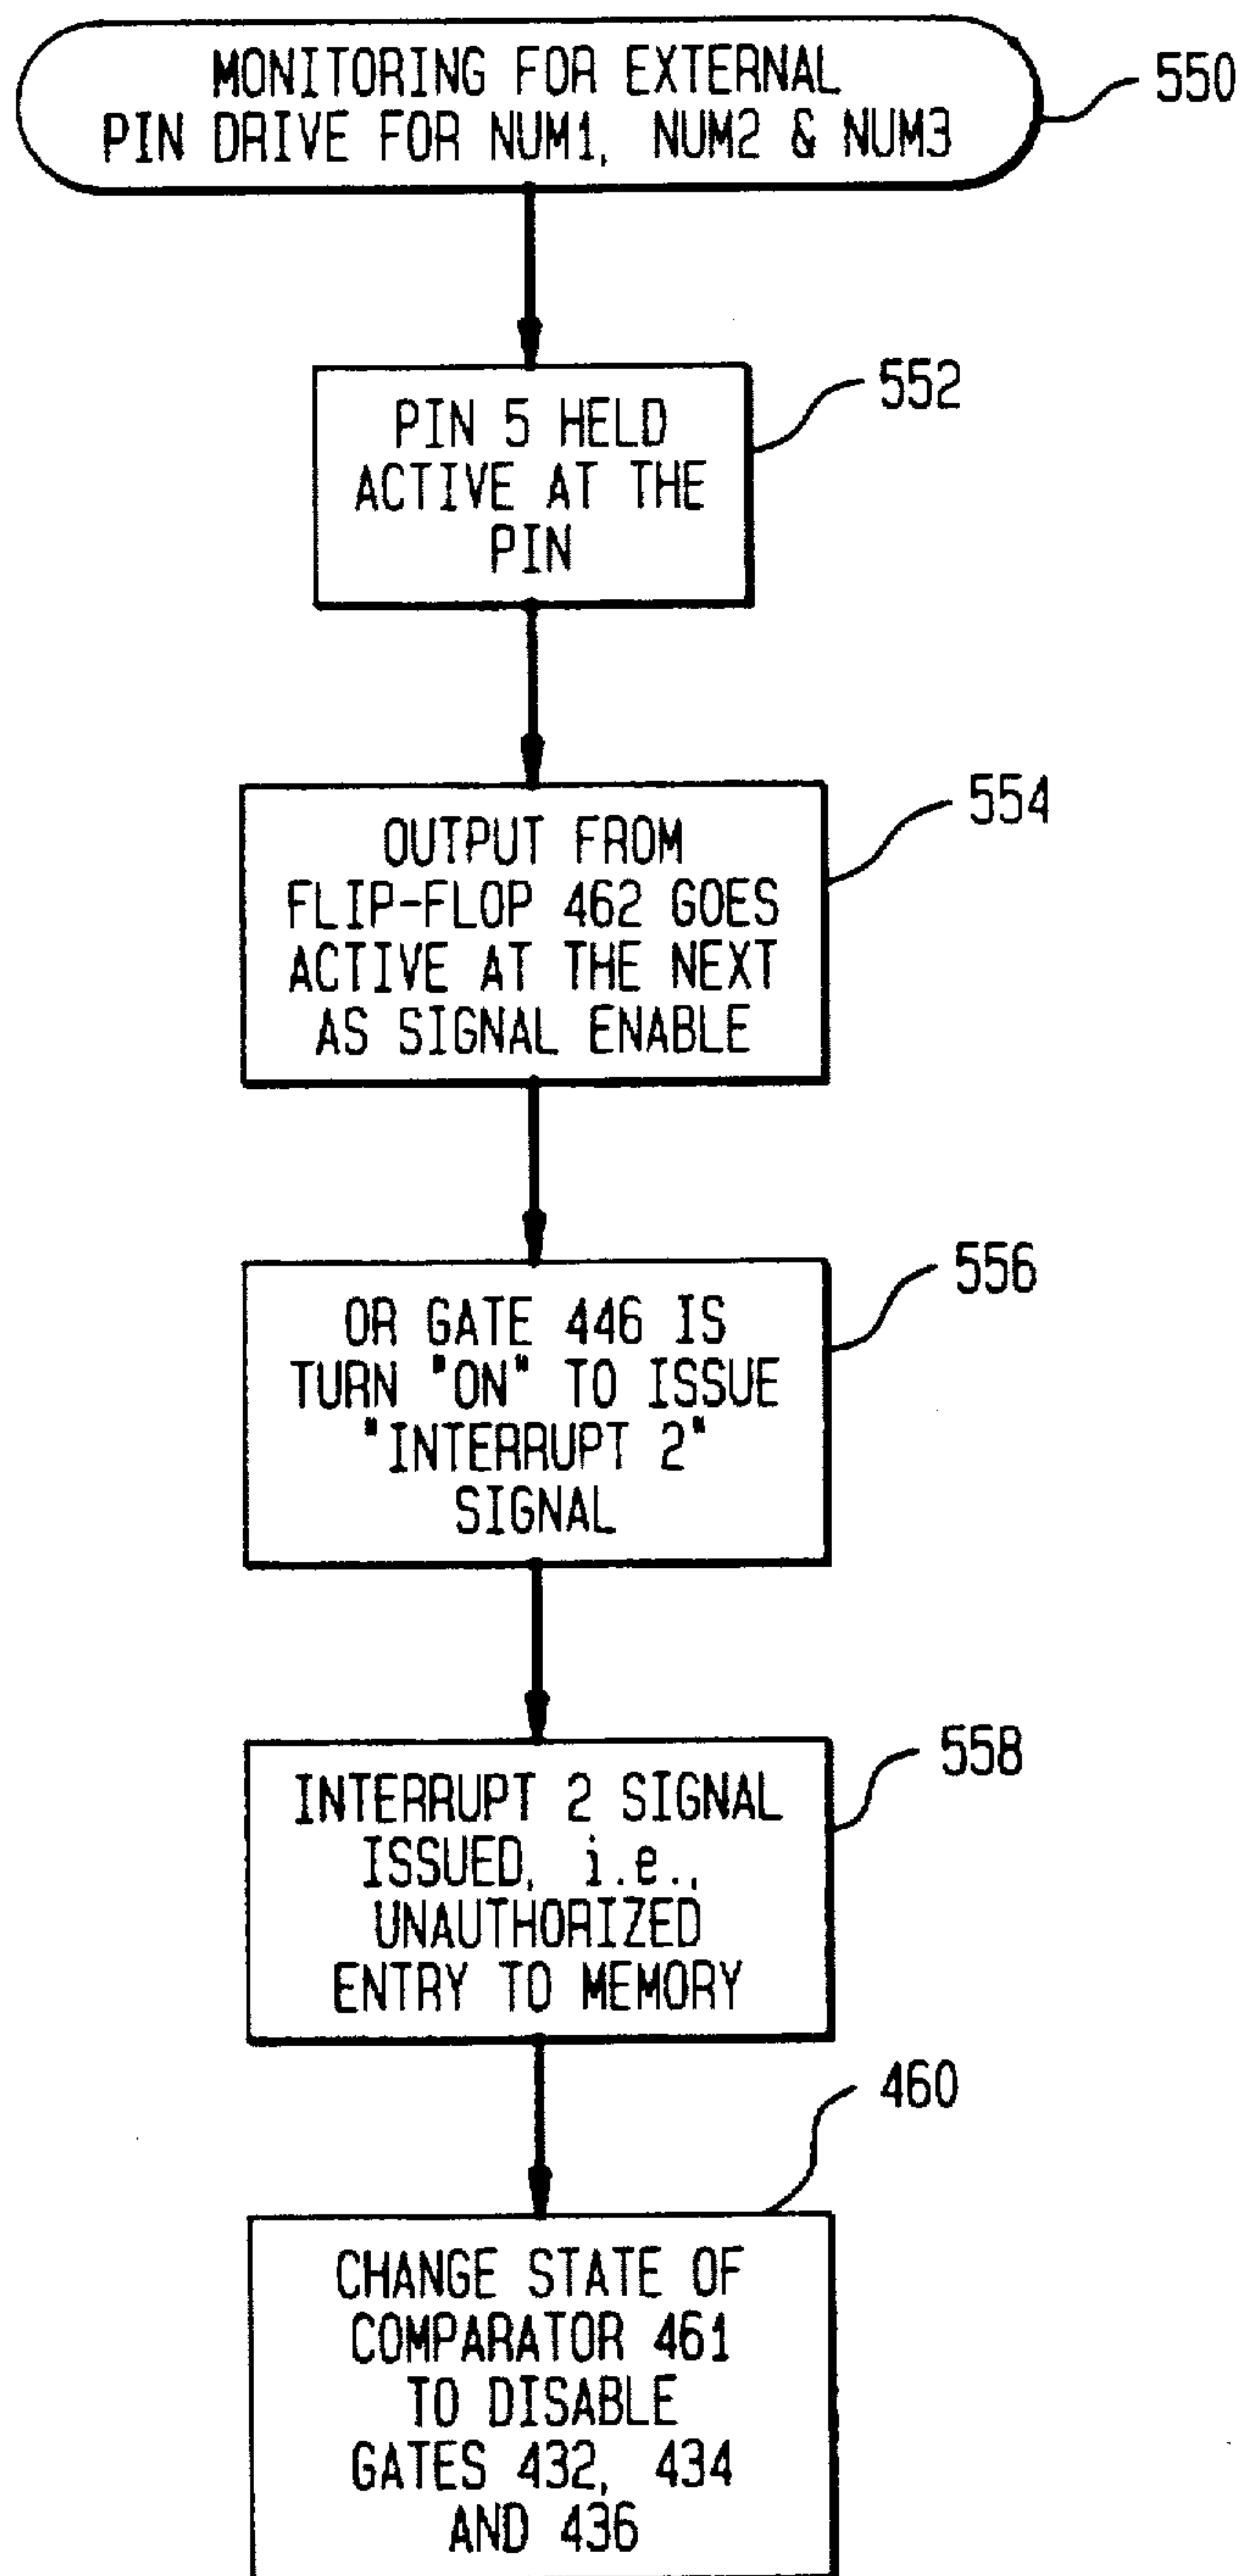 MONITORING FOR EXTERNAL
PIN DRIVE FOR NUM1, NUM2 & NUM3
550
PIN 5 HELD
ACTIVE AT THE
PIN
552
OUTPUT FROM
FLIP-FLOP 462 GOES
ACTIVE AT THE NEXT
AS SIGNAL ENABLE
554
OR GATE 446 IS
TURN "ON" TO ISSUE
"INTERRUPT 2"
SIGNAL
556
INTERRUPT 2 SIGNAL
ISSUED, i.e.,
UNAUTHORIZED
ENTRY TO MEMORY
558
460
CHANGE STATE OF
COMPARATOR 461
TO DISABLE
GATES 432, 434
AND 436